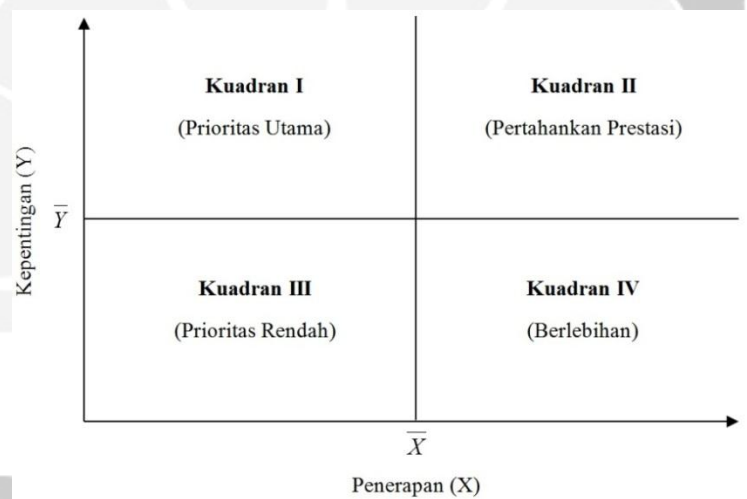 Kuadran I
(Prioritas Utama)
Kuadran II
(Pertahankan Prestasi)
Kepentingan (Y)
Y̅
Kuadran III
(Prioritas Rendah)
Kuadran IV
(Berlebihan)
X̅
Penerapan (X)